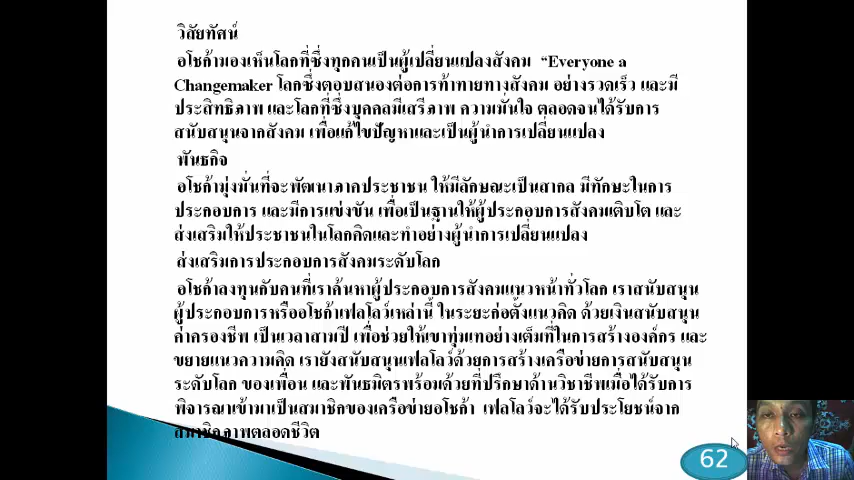 วิสัยทัศน์
อโชก้ามองเห็นโลกที่ซึ่งทุกคนเป็นผู้เปลี่ยนแปลงสังคม “Everyone a
Changemaker โลกซึ่งตอบสนองต่อการท้าทายทางสังคม อย่างรวดเร็ว และมี
ประสิทธิภาพ และโลกที่ซึ่งบุคคลมีเสรีภาพ ความมั่นใจ ตลอดจนได้รับการ
สนับสนุนจากสังคม เพื่อแก้ไขปัญหาและเป็นผู้นำการเปลี่ยนแปลง
พันธกิจ
อโชก้ามุ่งมั่นที่จะพัฒนาภาคประชาชน ให้มีลักษณะเป็นสากล มีทักษะในการ
ประกอบการ และมีการแข่งขัน เพื่อเป็นฐานให้ผู้ประกอบการสังคมเติบโต และ
ส่งเสริมให้ประชาชนในโลกคิดและทำอย่างผู้นำการเปลี่ยนแปลง
ส่งเสริมการประกอบการสังคมระดับโลก
อโชก้าลงทุนกับคนที่เราค้นหาผู้ประกอบการสังคมแนวหน้าทั่วโลก เราสนับสนุน
ผู้ประกอบการหรืออโชก้าเฟลโลว์เหล่านี้ ในระยะก่อตั้งแนวคิด ด้วยเงินสนับสนุน
ค่าครองชีพ เป็นเวลาสามปี เพื่อช่วยให้เขาทุ่มเทอย่างเต็มที่ในการสร้างองค์กร และ
ขยายแนวความคิด เรายังสนับสนุนเฟลโลว์ด้วยการสร้างเครือข่ายการสนับสนุน
ระดับโลก ของเพื่อน และพันธมิตรพร้อมด้วยที่ปรึกษาด้านวิชาชีพเมื่อได้รับการ
พิจารณเข้ามาเป็นสมาชิกของเครือข่ายอโชก้า เฟลโลว์จะได้รับประโยชน์จาก
สมาชิกภาพตลอดชีวิต
62